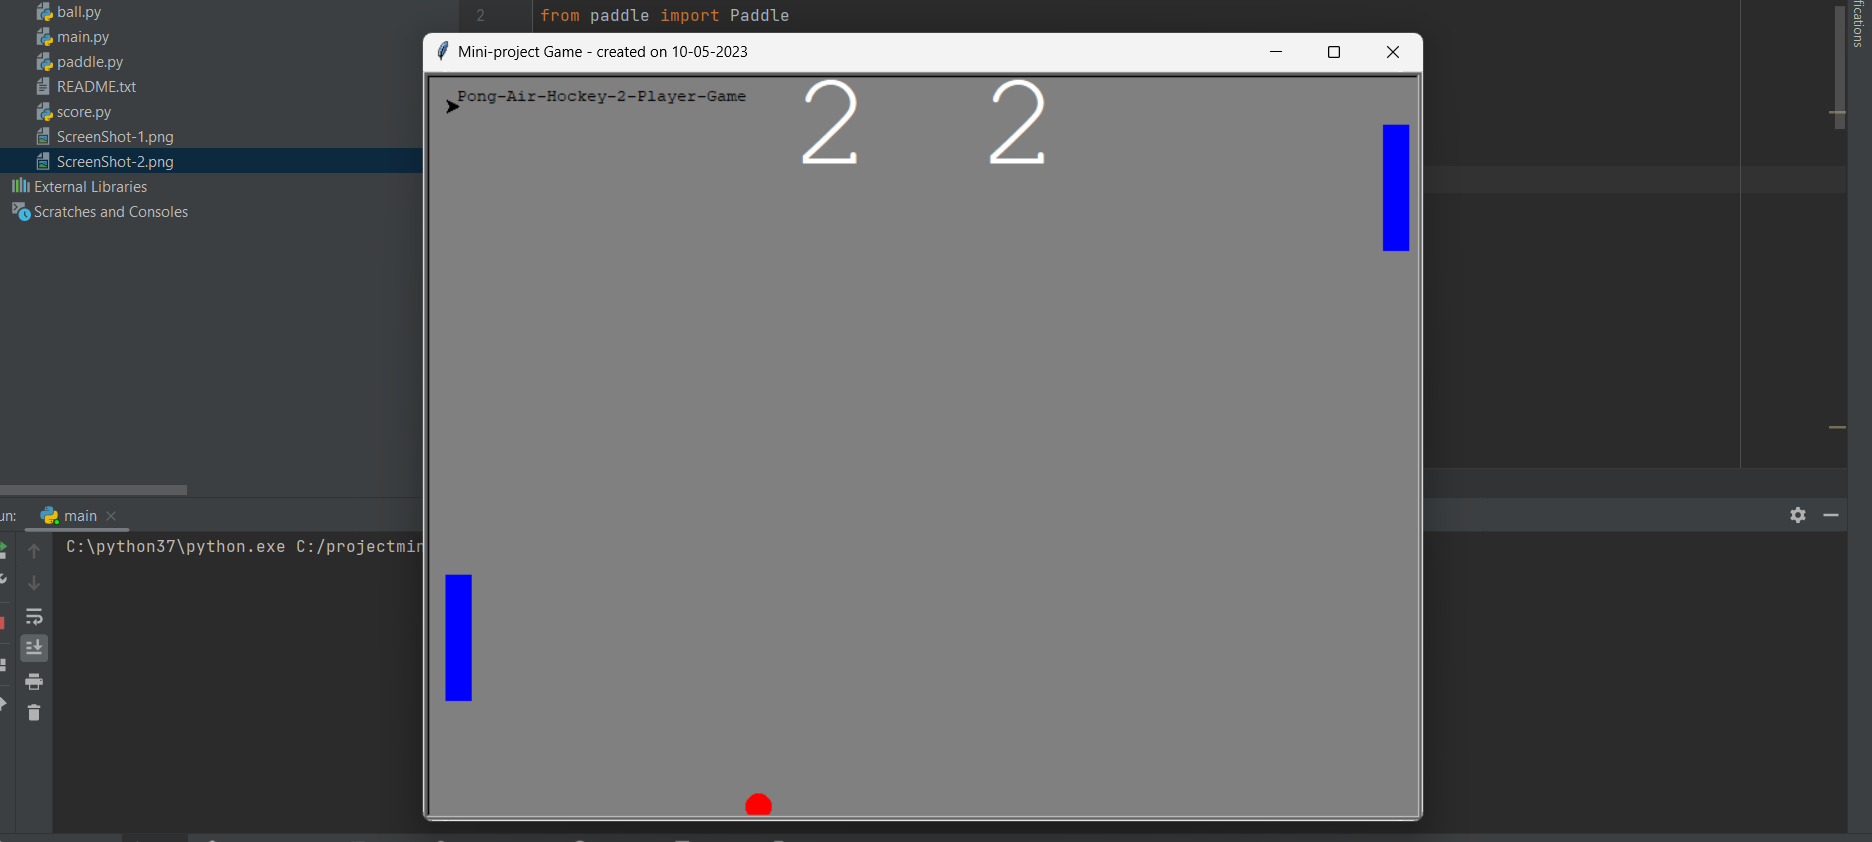 ball.py
main.py
paddle.py
README.txt
score.py
ScreenShot-1.png
ScreenShot-2.png
External Libraries
Scratches and Consoles
2 from paddle import Paddle
fications
Mini-project Game - created on 10-05-2023
Pong-Air-Hockey-2-Player-Game
2 2
un: main
C:\python37\python.exe C:/projectmin